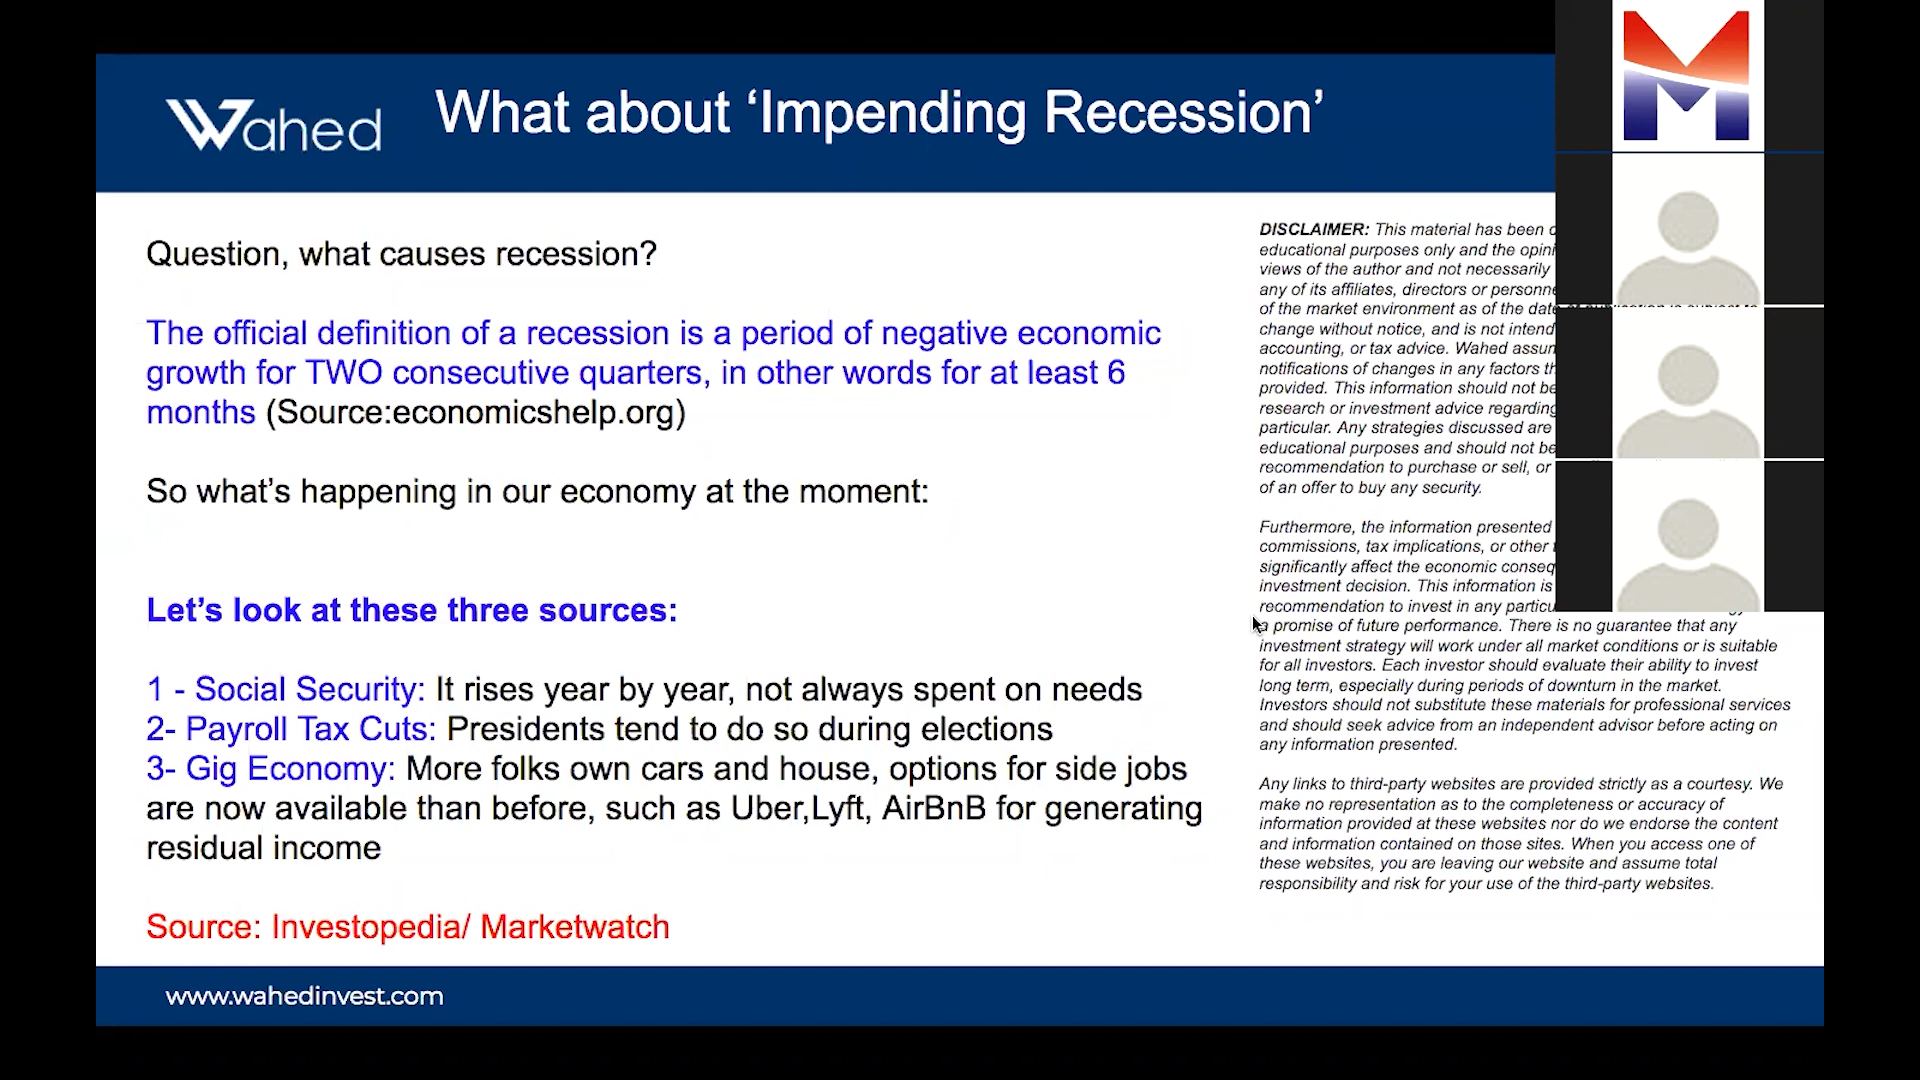 Wahed
What about ‘Impending Recession’
Question, what causes recession?
The official definition of a recession is a period of negative economic
growth for TWO consecutive quarters, in other words for at least 6
months (Source:economicshelp.org)
So what’s happening in our economy at the moment:
Let’s look at these three sources:
1 - Social Security: It rises year by year, not always spent on needs
2- Payroll Tax Cuts: Presidents tend to do so during elections
3- Gig Economy: More folks own cars and house, options for side jobs
are now available than before, such as Uber,Lyft, AirBnB for generating
residual income
Source: Investopedia/ Marketwatch
DISCLAIMER: This material has been
educational purposes only and the
views of the author and not necessarily
any of its affiliates, directors or
of the market environment as of the
change without notice, and is not
accounting, or tax advice. Wahed
notifications of changes in any factors
provided. This information should not
research or investment advice regarding
particular. Any strategies discussed are
educational purposes and should not be
recommendation to purchase or sell, or
of an offer to buy any security.
Furthermore, the information presented
commissions, tax implications, or other
significantly affect the economic
investment decision. This information is
recommendation to invest in any
a promise of future performance. There is no guarantee that any
investment strategy will work under all market conditions or is suitable
for all investors. Each investor should evaluate their ability to invest
long term, especially during periods of downturn in the market.
Investors should not substitute these materials for professional services
and should seek advice from an independent advisor before acting on
any information presented.
Any links to third-party websites are provided strictly as a courtesy. We
make no representation as to the completeness or accuracy of
information provided at these websites nor do we endorse the content
and information contained on those sites. When you access one of
these websites, you are leaving our website and assume total
responsibility and risk for your use of the third-party websites.
www.wahedinvest.com
M